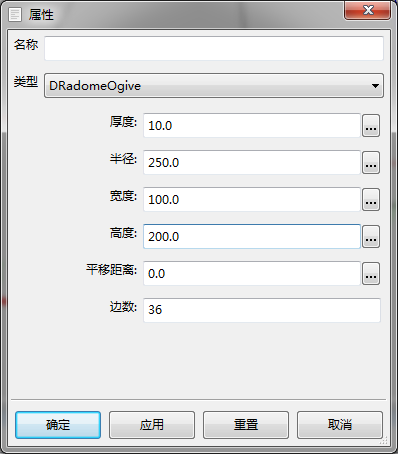 属性
名称
类型 DRadomeOgive
厚度: 10.0 ...
半径: 250.0 ...
宽度: 100.0 ...
高度: 200.0 ...
平移距离: 0.0 ...
边数: 36
确定 应用 重置 取消